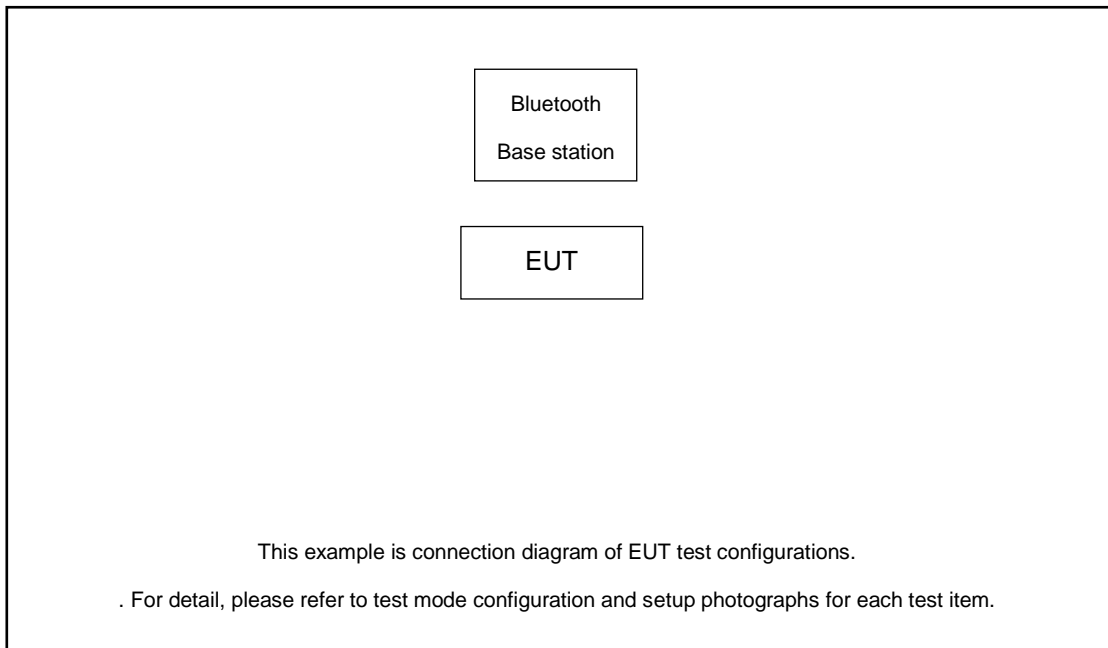 Bluetooth
Base station
EUT
This example is connection diagram of EUT test configurations.
. For detail, please refer to test mode configuration and setup photographs for each test item.